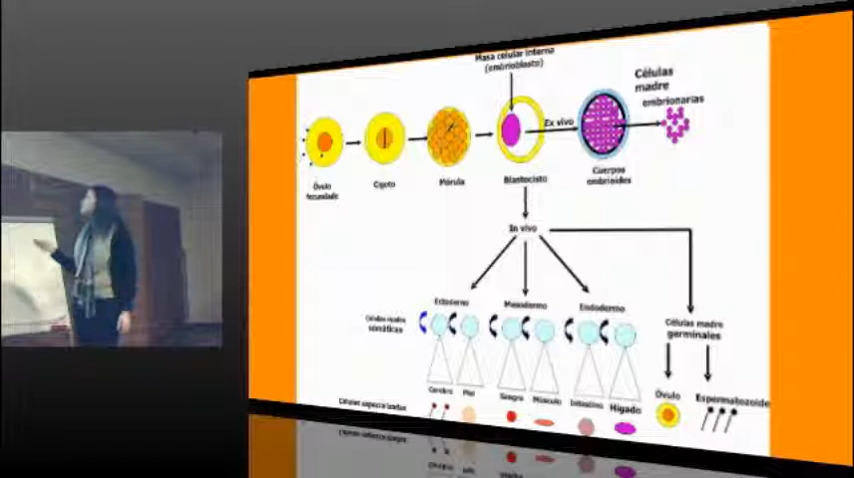 Masa celular interna
(embrioblasto)
Células
madre
embrionarias
Ex vivo
Óvulo
fecundado
Cigoto
Mórula
Blastocisto
Cuerpos
embrioides
In vivo
Ectodermo
Mesodermo
Endodermo
Células madre
somáticas
Células madre
germinales
Cerebro
Piel
Sangre
Músculo
Intestino
Hígado
Óvulo
Espermatozoide
Células especializadas